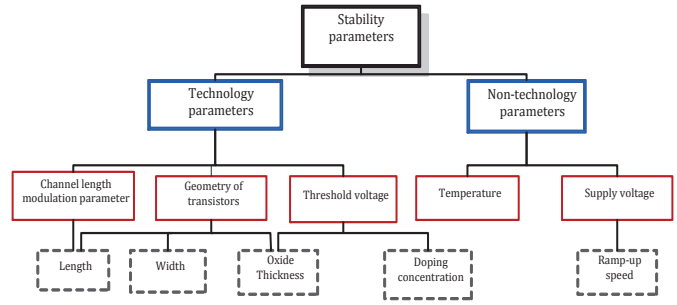 Stability
parameters
Technology
parameters
Non-technology
parameters
Channel length
modulation parameter
Geometry of
transistors
Threshold voltage
Temperature
Supply voltage
Length
Width
Oxide
Thickness
Doping
concentration
Ramp-up
speed